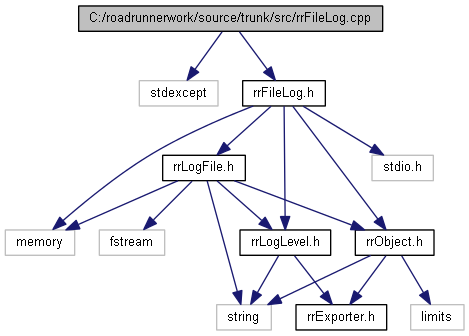 C:/roadrunnerwork/source/trunk/src/rrFileLog.cpp
stdexcept
rrFileLog.h
rrLogFile.h
stdio.h
memory
fstream
rrLogLevel.h
rrObject.h
string
rrExporter.h
limits